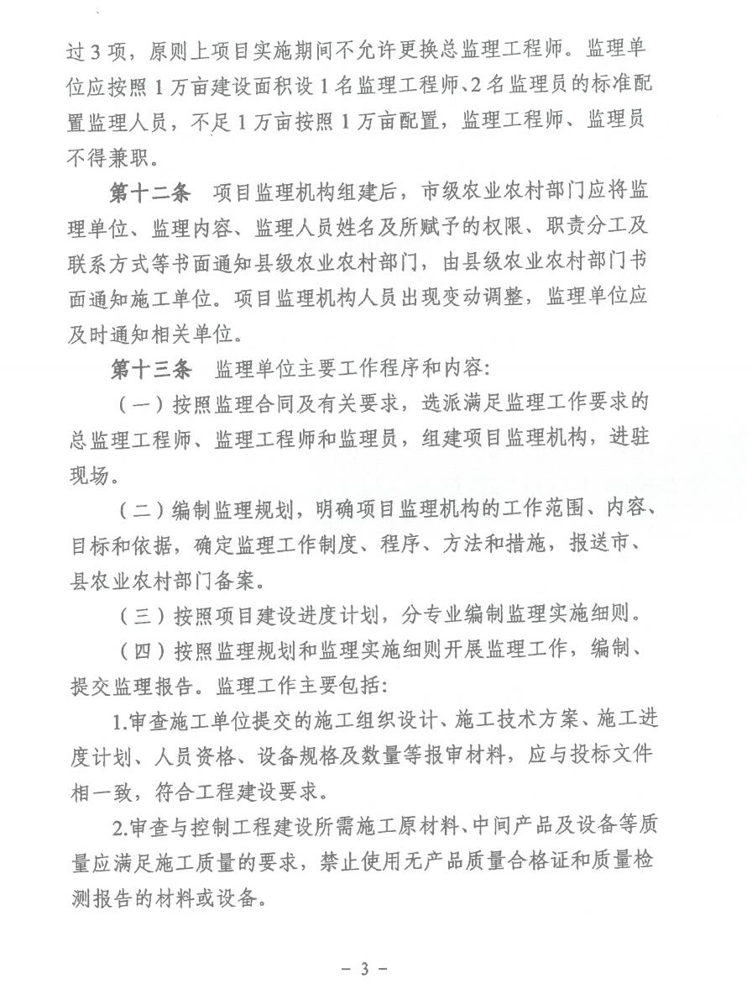 过3项，原则上项目实施期间不允许更换总监理工程师。监理单
位应按照1万亩建设面积设1名监理工程师、2名监理员的标准配
置监理人员，不足1万亩按照1万亩配置，监理工程师、监理员
不得兼职。
第十二条 项目监理机构组建后，市级农业农村部门应将监
理单位、监理内容、监理人员姓名及所赋予的权限、职责分工及
联系方式等书面通知县级农业农村部门，由县级农业农村部门书
面通知施工单位。项目监理机构人员出现变动调整，监理单位应
及时通知相关单位。
第十三条 监理单位主要工作程序和内容：
（一）按照监理合同及有关要求，选派满足监理工作要求的
总监理工程师、监理工程师和监理员，组建项目监理机构，进驻
现场。
（二）编制监理规划，明确项目监理机构的工作范围、内容、
目标和依据，确定监理工作制度、程序、方法和措施，报送市、
县农业农村部门备案。
（三）按照项目建设进度计划，分专业编制监理实施细则。
（四）按照监理规划和监理实施细则开展监理工作，编制、
提交监理报告。监理工作主要包括：
1.审查施工单位提交的施工组织设计、施工技术方案、施工进
度计划、人员资格、设备规格及数量等报审材料，应与投标文件
相一致，符合工程建设要求。
2.审查与控制工程建设所需施工原材料、中间产品及设备等质
量应满足施工质量的要求，禁止使用无产品质量合格证和质量检
测报告的材料或设备。
- 3 -